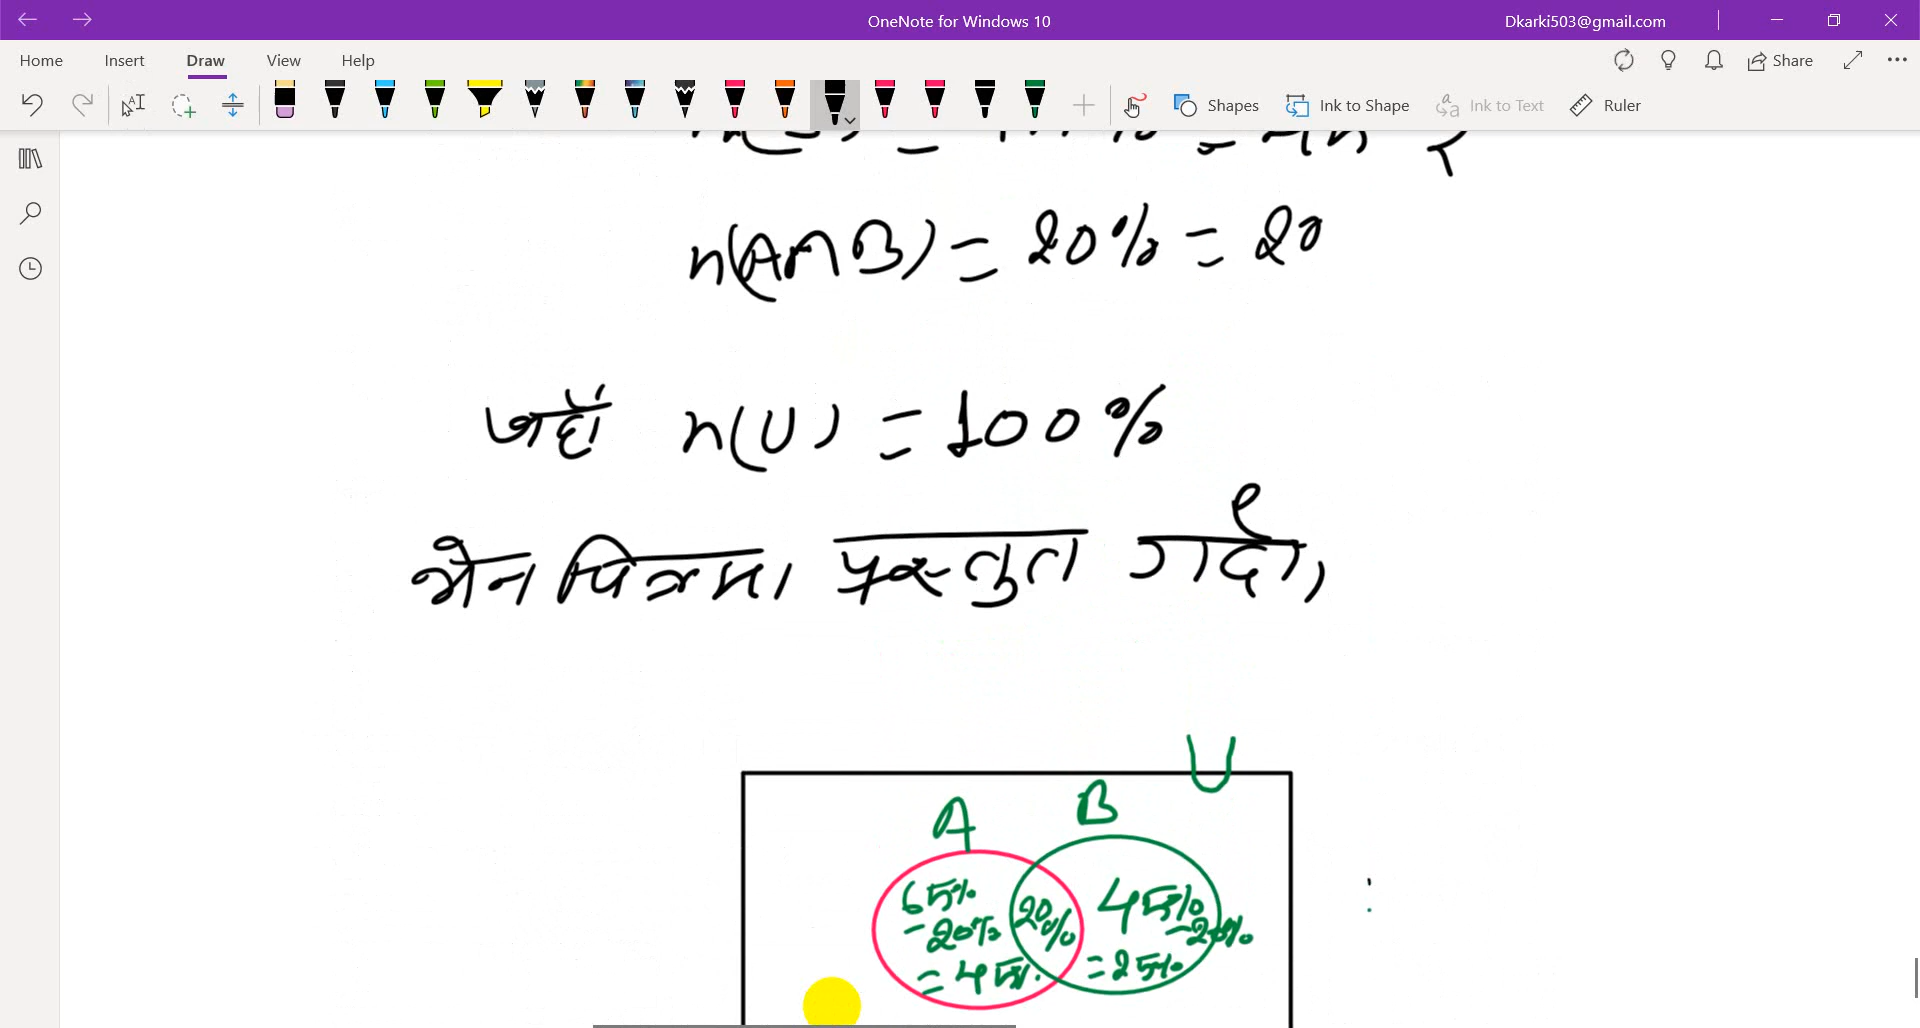 OneNote for Windows 10
Dkarki503@gmail.com
Home Insert Draw View Help
Share
Shapes Ink to Shape Ink to Text Ruler
n(A∩B) = 20% = 20
जहाँ n(U) = 100%
भेन चित्रमा प्रस्तुत गर्दा,
U
A B
65% 20% 45%
-20% -20%
=45% =25%